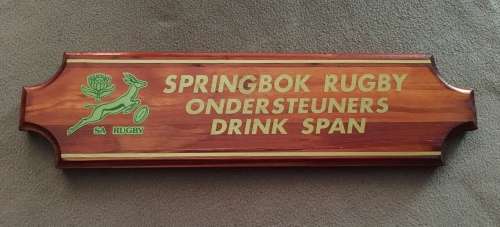 SPRINGBOK RUGBY
ONDERSTEUNERS
DRINK SPAN
SA RUGBY